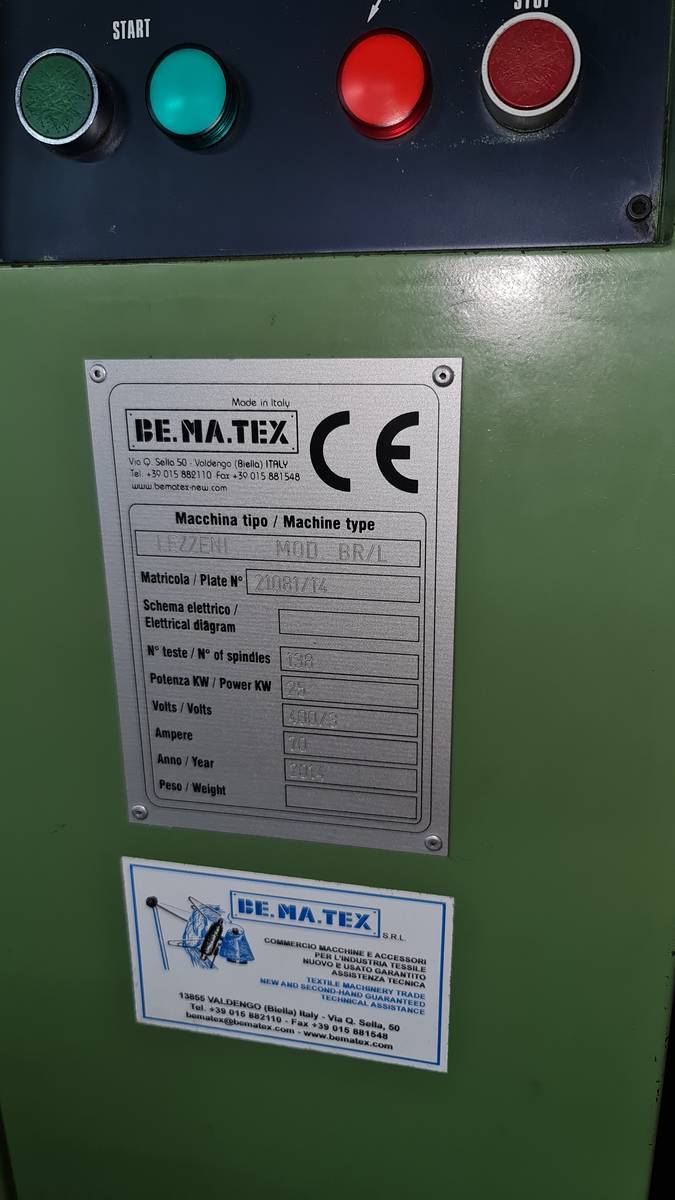 START
STOP
Made in Italy
BE.MA.TEX
CE
Via Q. Sella 50 - Valdengo (Biella) ITALY
Tel. +39 015 882110 Fax +39 015 881548
www.bematex-new.com
Macchina tipo / Machine type
LEZZENI MOD. BR/L
Matricola / Plate N° 21081/14
Schema elettrico /
Elettrical diagram
N° teste / N° of spindles 138
Potenza KW / Power KW 25
Volts / Volts 400/3
Ampere 70
Anno / Year 2014
Peso / Weight
BE.MA.TEX S.R.L.
COMMERCIO MACCHINE E ACCESSORI
PER L'INDUSTRIA TESSILE
NUOVO E USATO GARANTITO
ASSISTENZA TECNICA
TEXTILE MACHINERY TRADE
NEW AND SECOND-HAND GUARANTEED
TECHNICAL ASSISTANCE
13855 VALDENGO (Biella) Italy - Via Q. Sella, 50
Tel. +39 015 882110 - Fax +39 015 881548
bematex@bematex.com - www.bematex.com